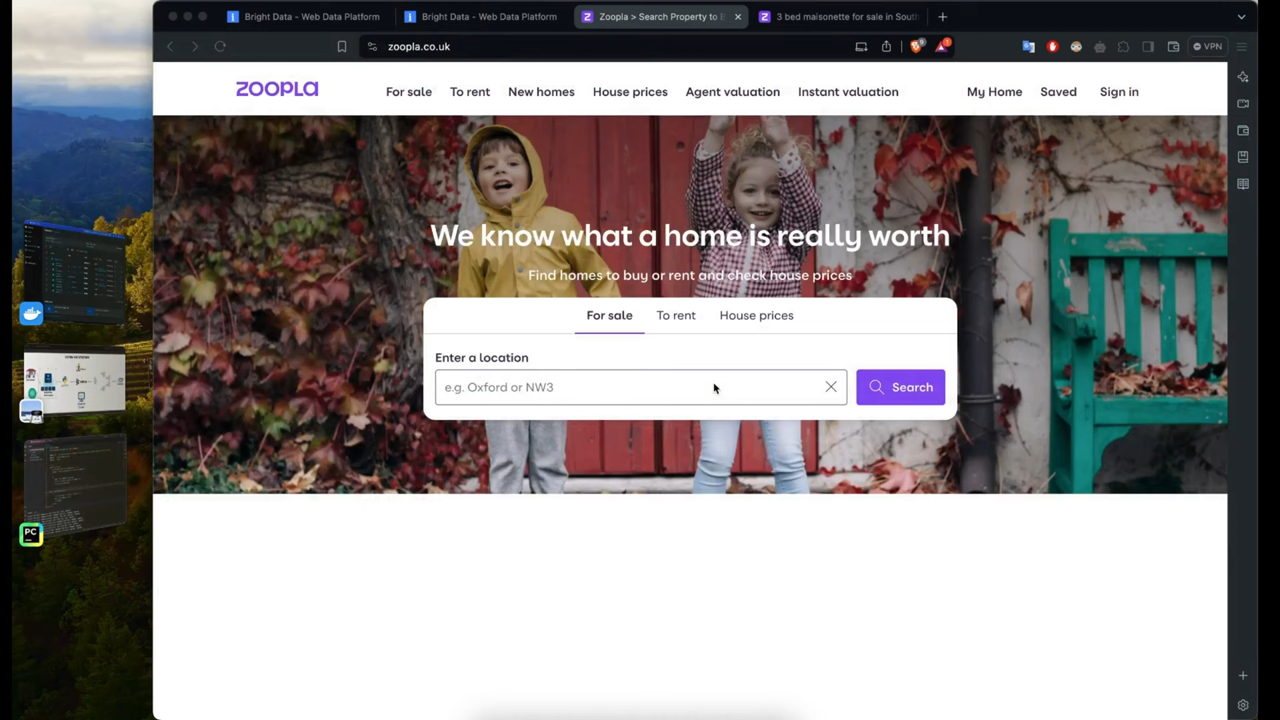 Bright Data - Web Data Platform
Bright Data - Web Data Platform
Zoopla > Search Property to B
3 bed maisonette for sale in South
zoopla.co.uk
VPN
ZOOPLA
For sale
To rent
New homes
House prices
Agent valuation
Instant valuation
My Home
Saved
Sign in
We know what a home is really worth
Find homes to buy or rent and check house prices
For sale
To rent
House prices
Enter a location
e.g. Oxford or NW3
Search
PC